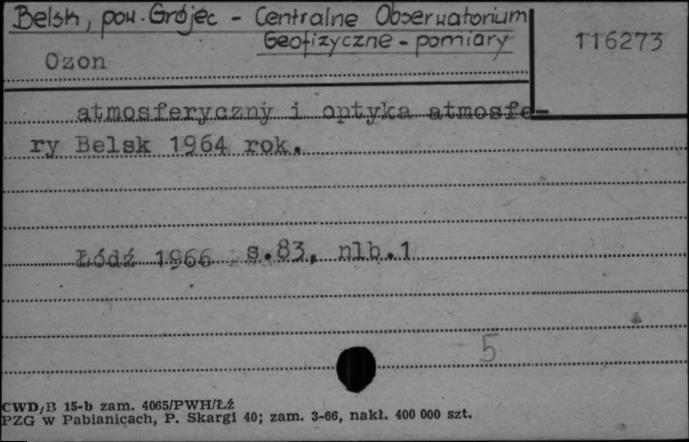 Belsk, pow. Grójec - Centralne Obserwatorium
Geofizyczne - pomiary
116273
Ozon
atmosferyczny i optyka atmosfe-
ry Belsk 1964 rok.
Łódź 1966 s.83, nlb.1
5
CWD/B 15-b zam. 4065/PWH/Łź
PZG w Pabianicach, P. Skargi 40; zam. 3-66, nakł. 400 000 szt.